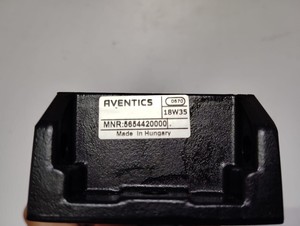 AVENTICS 0570
18W35
MNR:5654420000
Made in Hungary